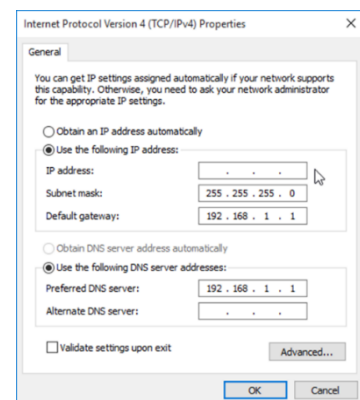 Internet Protocol Version 4 (TCP/IPv4) Properties
General
You can get IP settings assigned automatically if your network supports
this capability. Otherwise, you need to ask your network administrator
for the appropriate IP settings.
Obtain an IP address automatically
Use the following IP address:
IP address: . . .
Subnet mask: 255 . 255 . 255 . 0
Default gateway: 192 . 168 . 1 . 1
Obtain DNS server address automatically
Use the following DNS server addresses:
Preferred DNS server: 192 . 168 . 1 . 1
Alternate DNS server: . . .
Validate settings upon exit
Advanced...
OK Cancel